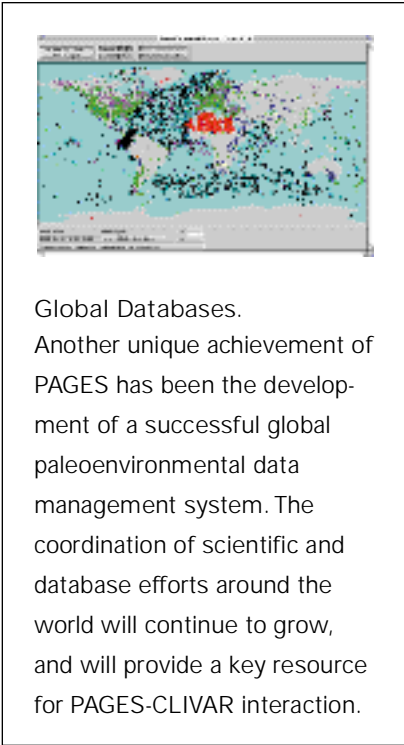 Global Databases.
Another unique achievement of
PAGES has been the develop-
ment of a successful global
paleoenvironmental data
management system. The
coordination of scientific and
database efforts around the
world will continue to grow,
and will provide a key resource
for PAGES-CLIVAR interaction.